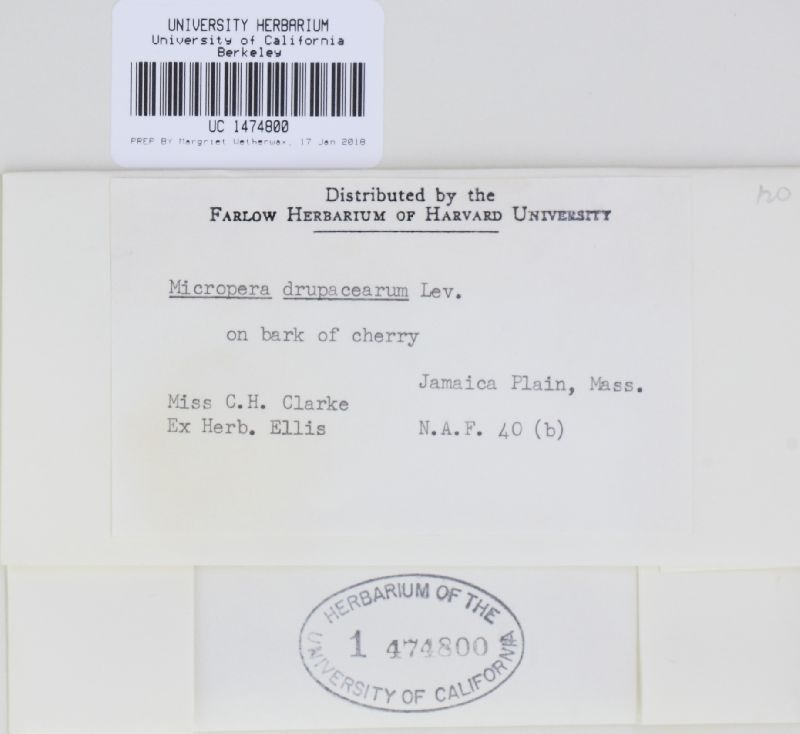 UNIVERSITY HERBARIUM
University of California
Berkeley
UC 1474800
PREP BY Margriet Wetherwax, 17 Jan 2018
Distributed by the
FARLOW HERBARIUM OF HARVARD UNIVERSITY
Micropera drupacearum Lev.
on bark of cherry
Jamaica Plain, Mass.
Miss C.H. Clarke
Ex Herb. Ellis
N.A.F. 40 (b)
HERBARIUM OF THE
1 474800
UNIVERSITY OF CALIFORNIA